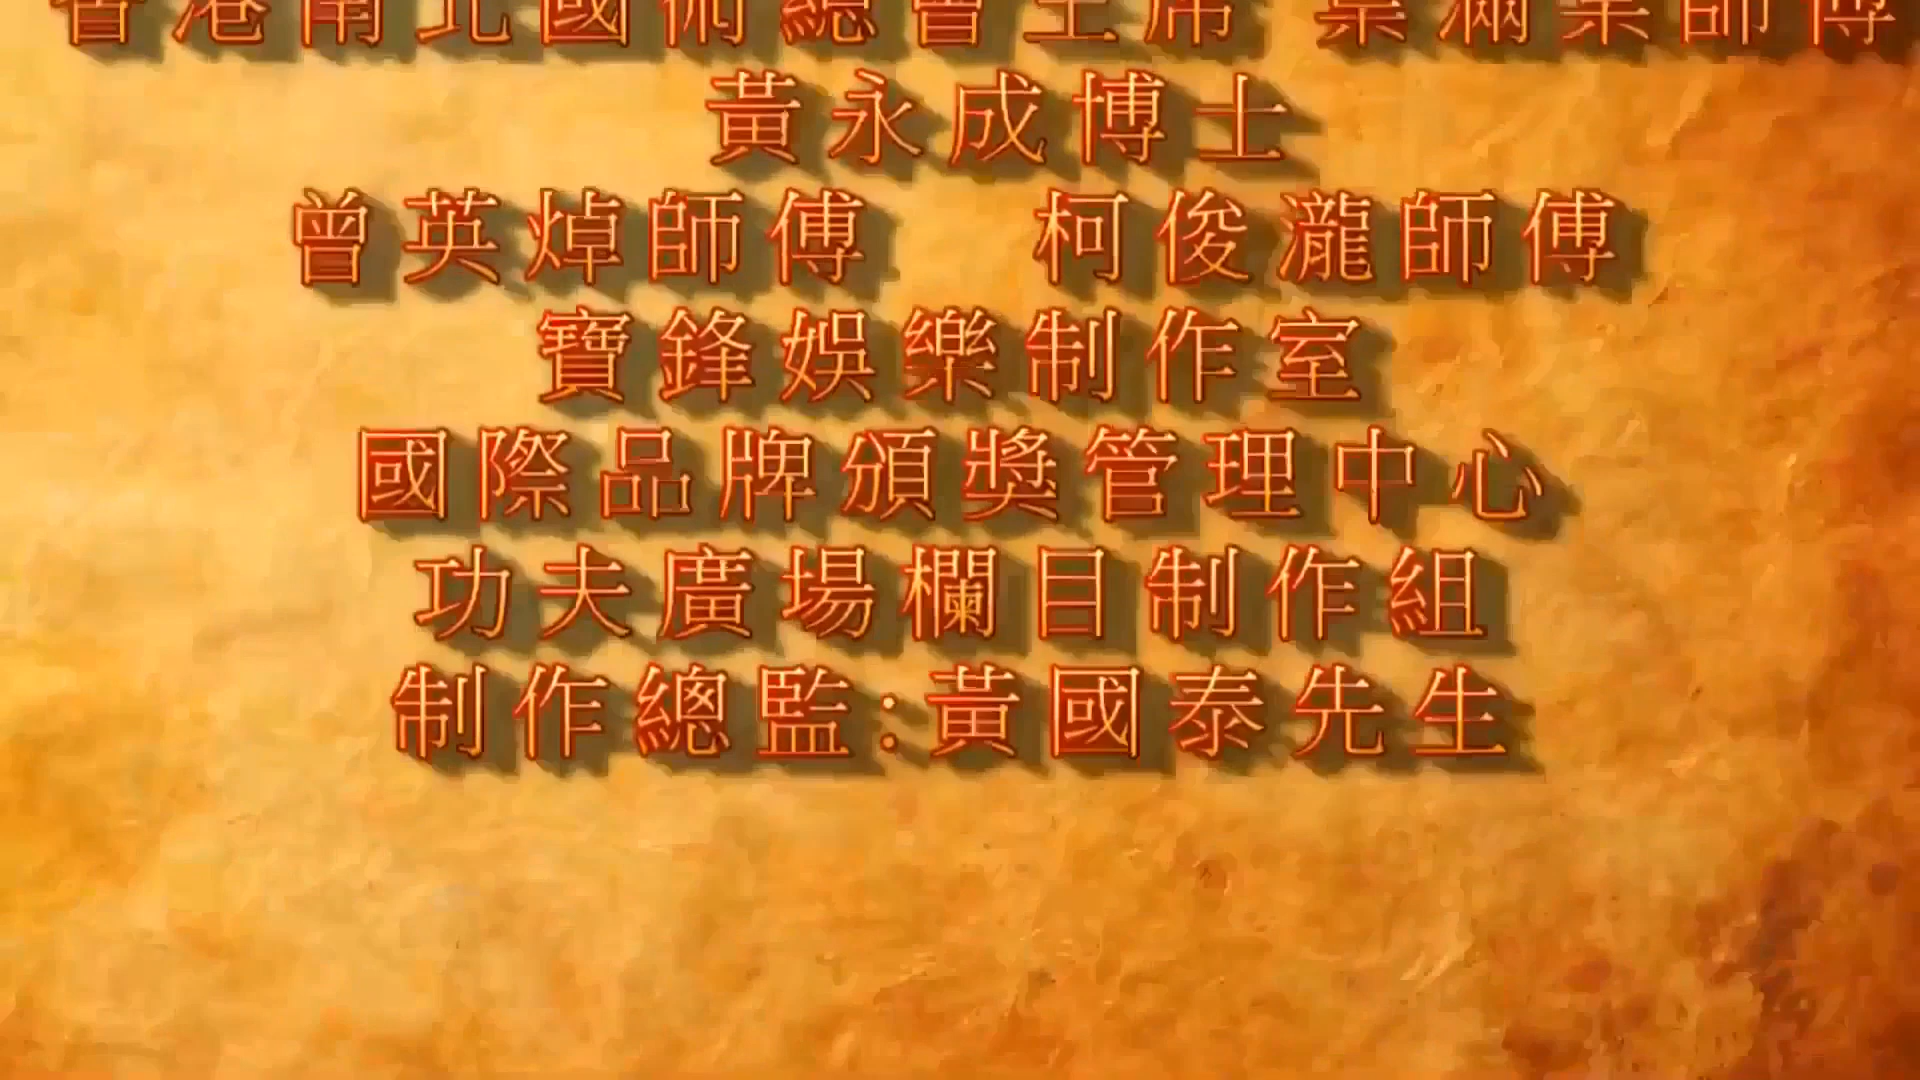 香港南北國術總會主席 葉滿葉師傅
黃永成博士
曾英焯師傅 柯俊瀧師傅
寶鋒娛樂制作室
國際品牌頒獎管理中心
功夫廣場欄目制作組
制作總監:黃國泰先生